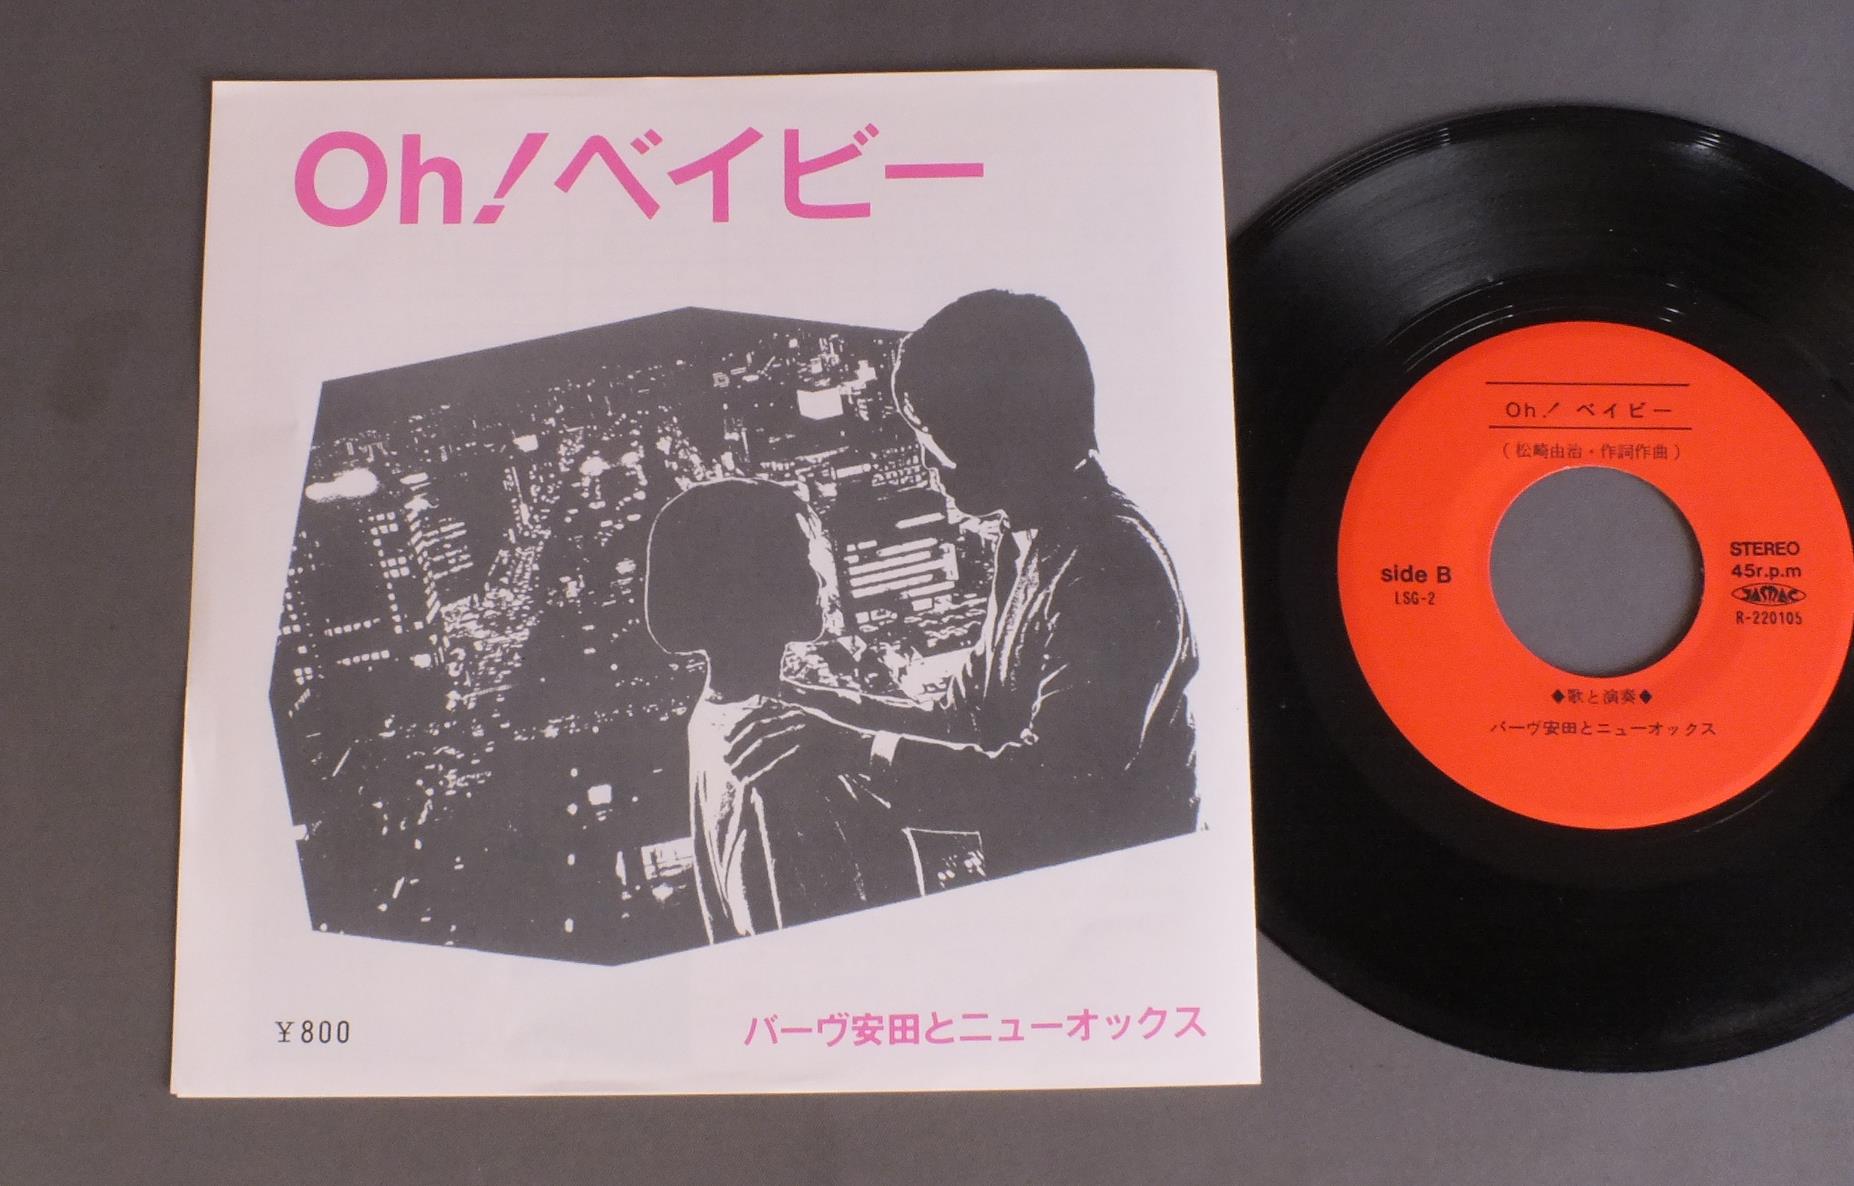 Oh!ベイビー
¥800
バーヴ安田とニューオックス
Oh! ベイビー
(松崎由治・作詞作曲)
side B
LSG-2
STEREO
45r.p.m
JASRAC
R-220105
◆歌と演奏◆
バーヴ安田とニューオックス